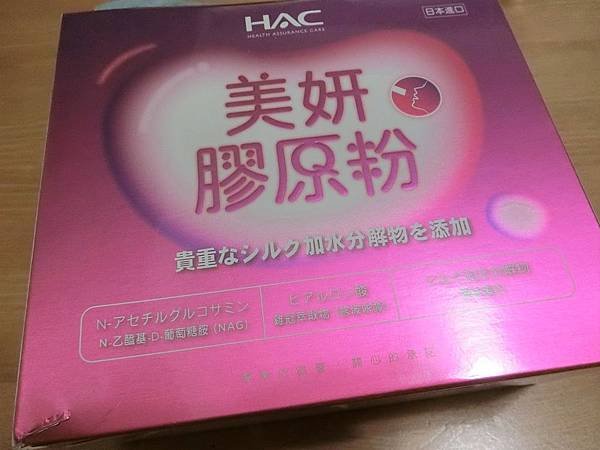 HAC
HEALTH ASSURANCE CARE
日本進口
美妍
膠原粉
貴重なシルク加水分解物を添加
N-アセチルグルコサミン
N-乙醯基-D-葡萄糖胺 (NAG)
ヒアルロン酸